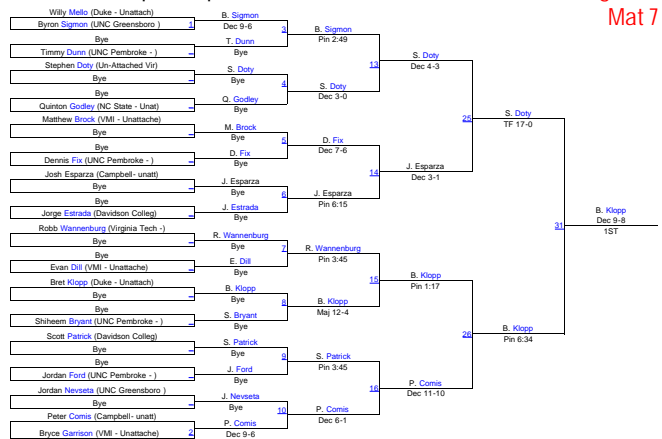 Mat 7
Willy Mello (Duke - Unattach)
Byron Sigmon (UNC Greensboro ) 1
Bye
Timmy Dunn (UNC Pembroke - )
Stephen Doty (Un-Attached Vir)
Bye
Bye
Quinton Godley (NC State - Unat)
Matthew Brock (VMI - Unattache)
Bye
Bye
Dennis Fix (UNC Pembroke - )
Josh Esparza (Campbell- unatt)
Bye
Bye
Jorge Estrada (Davidson Colleg)
Robb Wannenburg (Virginia Tech -)
Bye
Bye
Evan Dill (VMI - Unattache)
Bret Klopp (Duke - Unattach)
Bye
Bye
Shiheem Bryant (UNC Pembroke - )
Scott Patrick (Davidson Colleg)
Bye
Bye
Jordan Ford (UNC Pembroke - )
Jordan Nevseta (UNC Greensboro )
Bye
Peter Comis (Campbell- unatt)
Bryce Garrison (VMI - Unattache) 2
B. Sigmon
Dec 9-6
3
T. Dunn
Bye
S. Doty
Bye
4
Q. Godley
Bye
M. Brock
Bye
5
D. Fix
Bye
J. Esparza
Bye
6
J. Estrada
Bye
R. Wannenburg
Bye
7
E. Dill
Bye
B. Klopp
Bye
8
S. Bryant
Bye
S. Patrick
Bye
9
J. Ford
Bye
J. Nevseta
Bye
10
P. Comis
Dec 9-6
B. Sigmon
Pin 2:49
13
S. Doty
Dec 3-0
D. Fix
Dec 7-6
14
J. Esparza
Pin 6:15
R. Wannenburg
Pin 3:45
15
B. Klopp
Maj 12-4
S. Patrick
Pin 3:45
16
P. Comis
Dec 6-1
S. Doty
Dec 4-3
25
J. Esparza
Dec 3-1
B. Klopp
Pin 1:17
26
P. Comis
Dec 11-10
S. Doty
TF 17-0
31
B. Klopp
Pin 6:34
B. Klopp
Dec 9-8
1ST